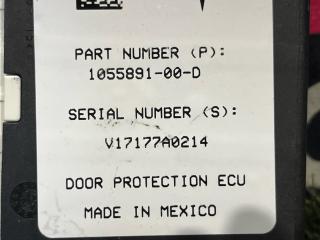 PART NUMBER (P):
1055891-00-D
SERIAL NUMBER (S):
V17177A0214
DOOR PROTECTION ECU
MADE IN MEXICO